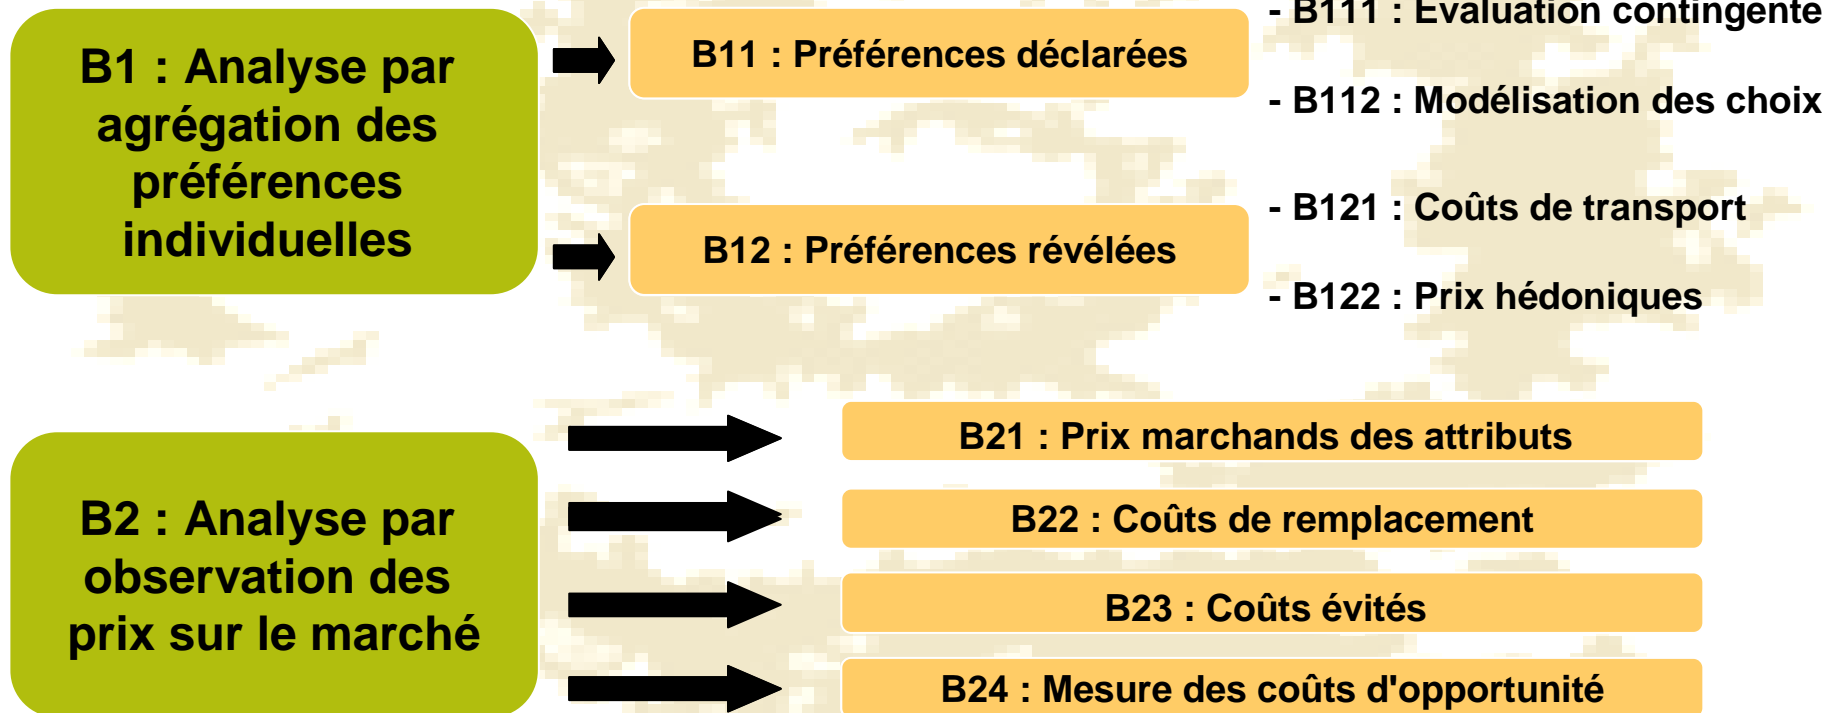 B1 : Analyse par
agrégation des
préférences
individuelles
B11 : Préférences déclarées
- B111 : Evaluation contingente
- B112 : Modélisation des choix
B12 : Préférences révélées
- B121 : Coûts de transport
- B122 : Prix hédoniques
B2 : Analyse par
observation des
prix sur le marché
B21 : Prix marchands des attributs
B22 : Coûts de remplacement
B23 : Coûts évités
B24 : Mesure des coûts d'opportunité